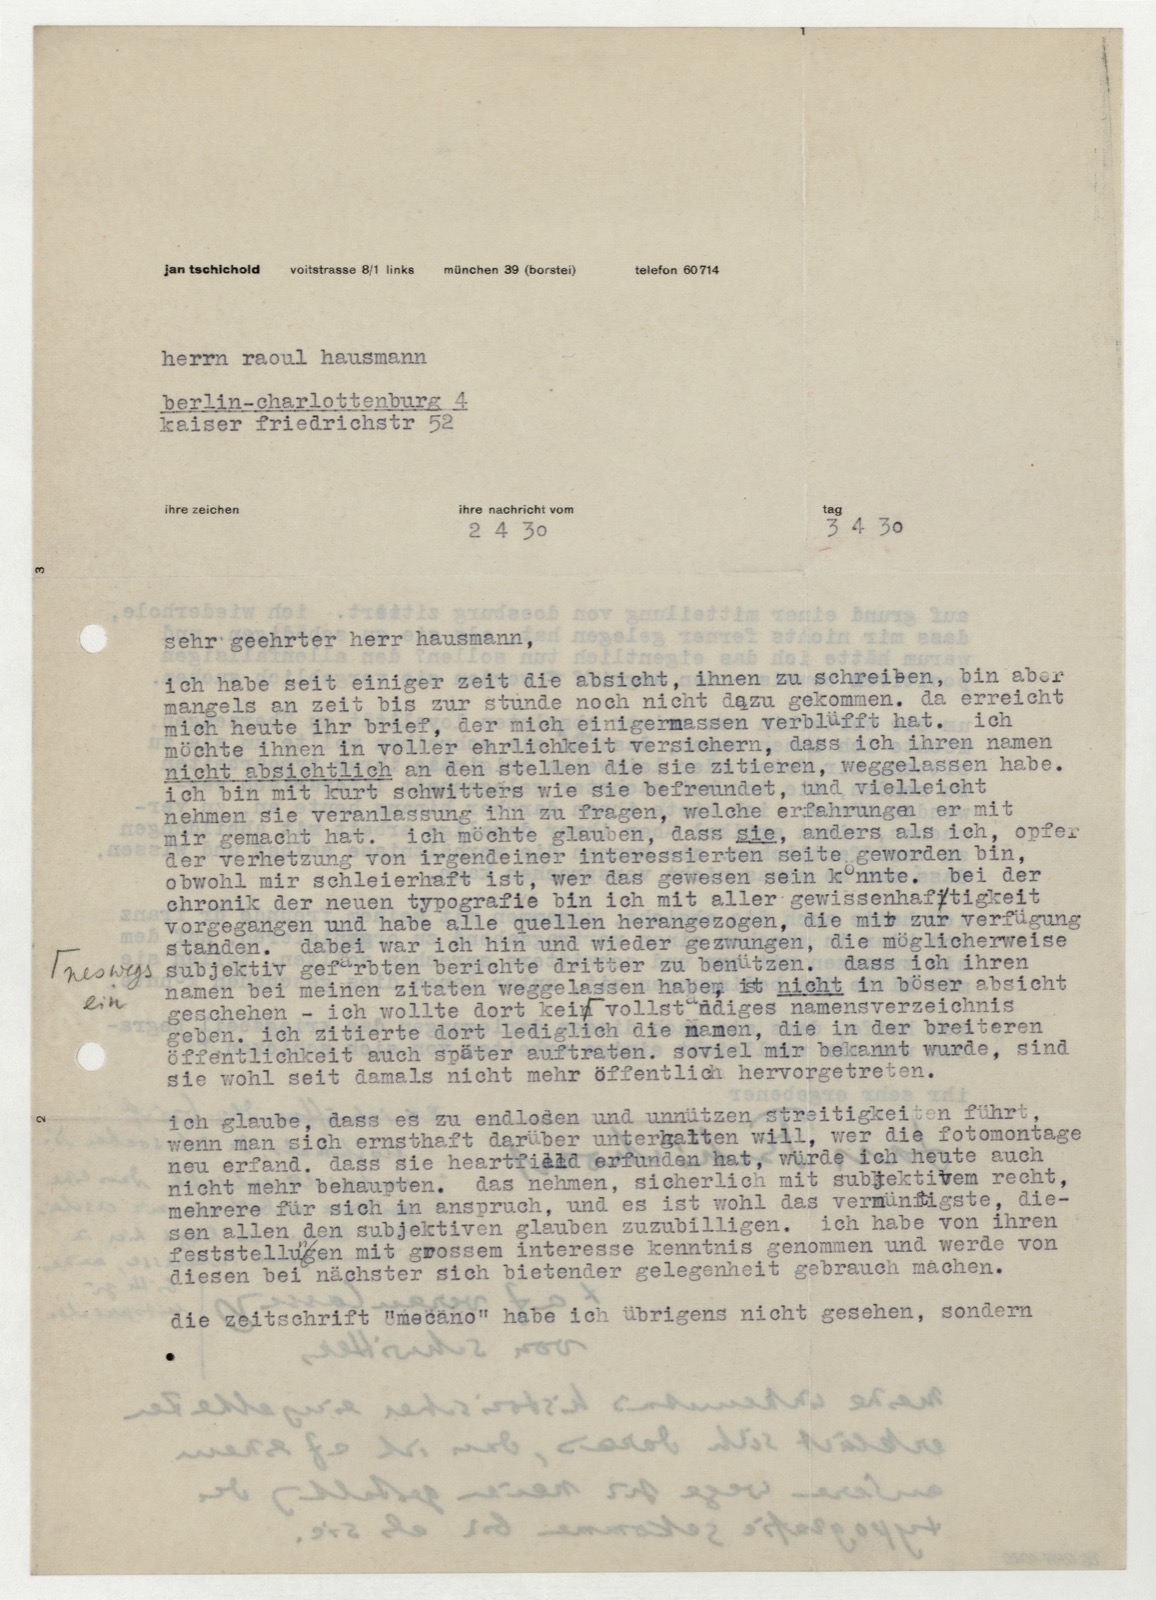 jan tschichold voitstrasse 8/1 links münchen 39 (borstei) telefon 60714
herrn raoul hausmann
berlin-charlottenburg 4
kaiser friedrichstr 52
ihre zeichen ihre nachricht vom tag
2 4 30 3 4 30
sehr geehrter herr hausmann,
ich habe seit einiger zeit die absicht, ihnen zu schreiben, bin aber
mangels an zeit bis zur stunde noch nicht dazu gekommen. da erreicht
mich heute ihr brief, der mich einigermassen verblüfft hat. ich
möchte ihnen in voller ehrlichkeit versichern, dass ich ihren namen
nicht absichtlich an den stellen die sie zitieren, weggelassen habe.
ich bin mit kurt schwitters wie sie befreundet, und vielleicht
nehmen sie veranlassung ihn zu fragen, welche erfahrungen er mit
mir gemacht hat. ich möchte glauben, dass sie, anders als ich, opfer
der verhetzung von irgendeiner interessierten seite geworden bin,
obwohl mir schleierhaft ist, wer das gewesen sein könnte. bei der
chronik der neuen typografie bin ich mit aller gewissenhaftigkeit
vorgegangen und habe alle quellen herangezogen, die mir zur verfügung
standen. dabei war ich hin und wieder gezwungen, die möglicherweise
subjektiv gefärbten berichte dritter zu benützen. dass ich ihren
namen bei meinen zitaten weggelassen habe, ist nicht in böser absicht
geschehen - ich wollte dort kei⌈ vollständiges namensverzeichnis
⌈neswegs
ein
geben. ich zitierte dort lediglich die namen, die in der breiteren
öffentlichkeit auch später auftraten. soviel mir bekannt wurde, sind
sie wohl seit damals nicht mehr öffentlich hervorgetreten.
ich glaube, dass es zu endlosen und unnützen streitigkeiten führt,
wenn man sich ernsthaft darüber unterhalten will, wer die fotomontage
neu erfand. dass sie heartfield erfunden hat, würde ich heute auch
nicht mehr behaupten. das nehmen, sicherlich mit subjektivem recht,
mehrere für sich in anspruch, und es ist wohl das vernünftigste, die-
sen allen den subjektiven glauben zuzubilligen. ich habe von ihren
feststellungen mit grossem interesse kenntnis genommen und werde von
diesen bei nächster sich bietender gelegenheit gebrauch machen.
die zeitschrift "mecano" habe ich übrigens nicht gesehen, sondern
1
3
2